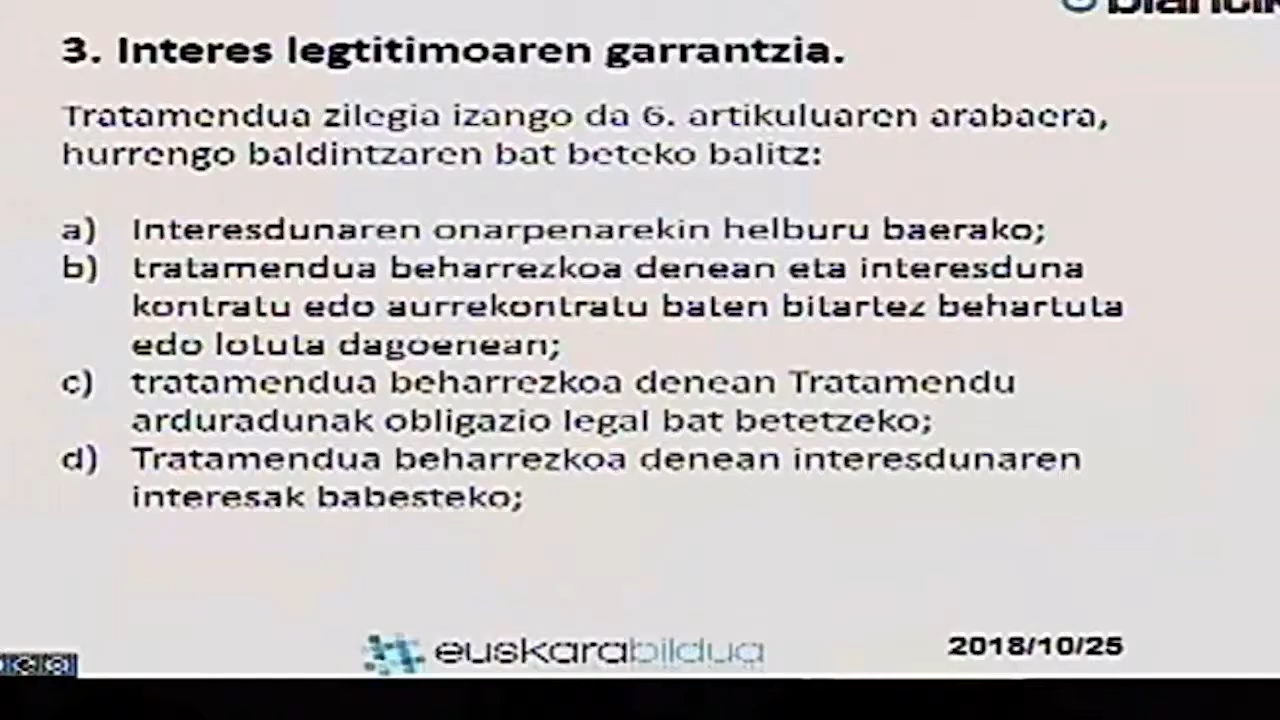 3. Interes legtitimoaren garrantzia.
Tratamendua zilegia izango da 6. artikuluaren arabaera,
hurrengo baldintzaren bat beteko balitz:
a) Interesdunaren onarpenarekin helburu baerako;
b) tratamendua beharrezkoa denean eta interesduna
kontratu edo aurrekontratu baten bitartez behartuta
edo lotuta dagoenean;
c) tratamendua beharrezkoa denean Tratamendu
arduradunak obligazio legal bat betetzeko;
d) Tratamendua beharrezkoa denean interesdunaren
interesak babesteko;
euskarabildua
2018/10/25